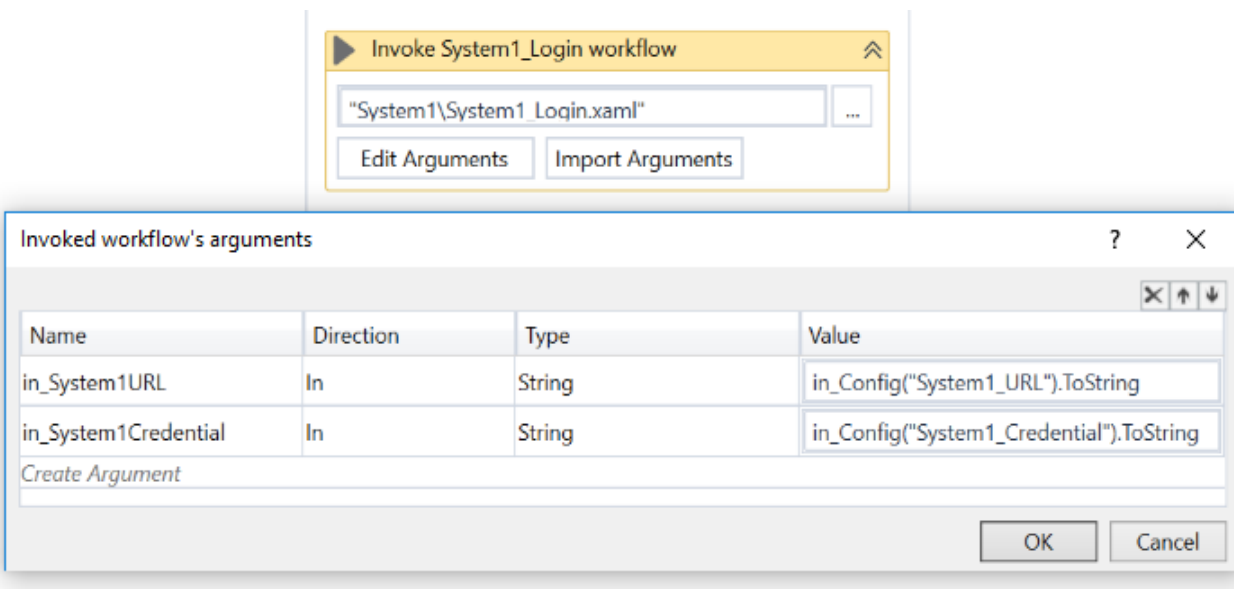 Invoke System1_Login workflow
"System1\System1_Login.xaml"
...
Edit Arguments Import Arguments
Invoked workflow's arguments ?
Name Direction Type Value
in_System1URL In String in_Config("System1_URL").ToString
in_System1Credential In String in_Config("System1_Credential").ToString
Create Argument
OK Cancel